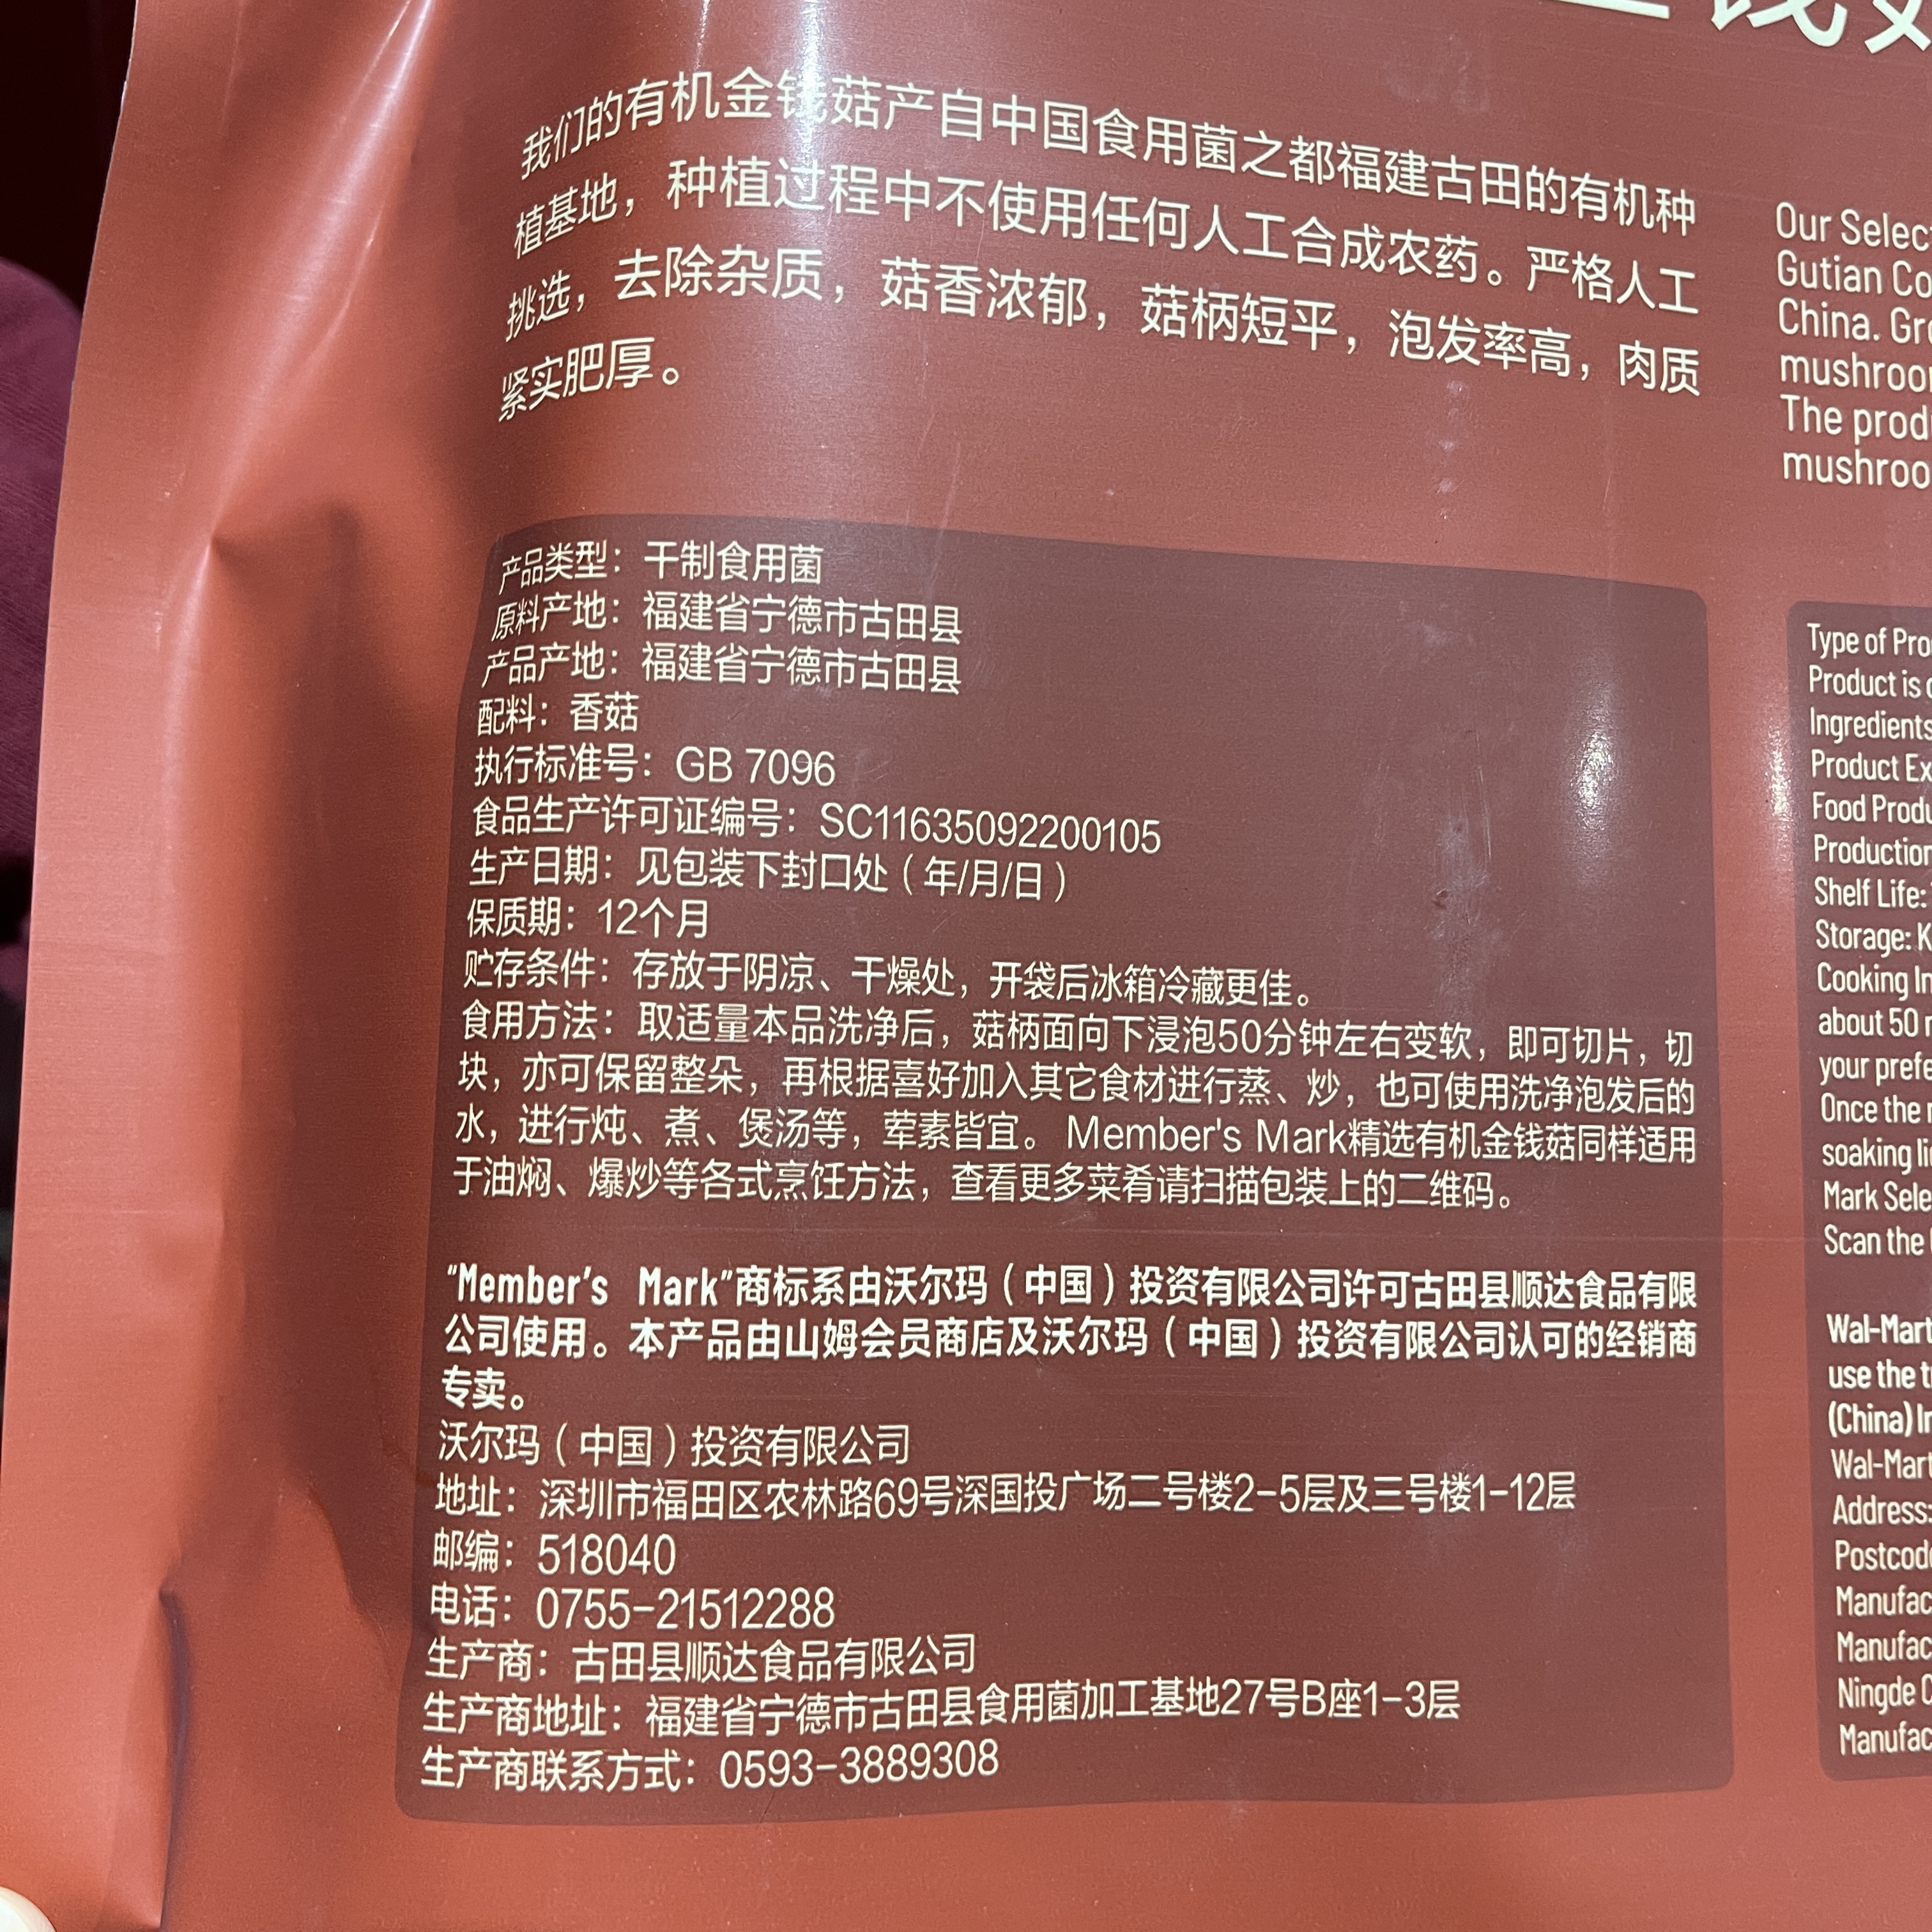 我们的有机金钱菇产自中国食用菌之都福建古田的有机种
植基地，种植过程中不使用任何人工合成农药。严格人工
挑选，去除杂质，菇香浓郁，菇柄短平，泡发率高，肉质
紧实肥厚。
产品类型：干制食用菌
原料产地：福建省宁德市古田县
产品产地：福建省宁德市古田县
配料：香菇
执行标准号：GB 7096
食品生产许可证编号：SC11635092200105
生产日期：见包装下封口处（年/月/日）
保质期：12个月
贮存条件：存放于阴凉、干燥处，开袋后冰箱冷藏更佳。
食用方法：取适量本品洗净后，菇柄面向下浸泡50分钟左右变软，即可切片，切
块，亦可保留整朵，再根据喜好加入其它食材进行蒸、炒，也可使用洗净泡发后的
水，进行炖、煮、煲汤等，荤素皆宜。Member's Mark精选有机金钱菇同样适用
于油焖、爆炒等各式烹饪方法，查看更多菜肴请扫描包装上的二维码。
"Member's Mark"商标系由沃尔玛（中国）投资有限公司许可古田县顺达食品有限
公司使用。本产品由山姆会员商店及沃尔玛（中国）投资有限公司认可的经销商
专卖。
沃尔玛（中国）投资有限公司
地址：深圳市福田区农林路69号深国投广场二号楼2-5层及三号楼1-12层
邮编：518040
电话：0755-21512288
生产商：古田县顺达食品有限公司
生产商地址：福建省宁德市古田县食用菌加工基地27号B座1-3层
生产商联系方式：0593-3889308
Our
Gutian
China.
The
Type of
Product is
Ingredients
Product
Food
Shelf Life:
Storage:
Cooking
about 50
your
Once the
soaking
Mark
Scan the
Wal-Mart
use the
(China)
Wal-Mart
Address:
Ningde